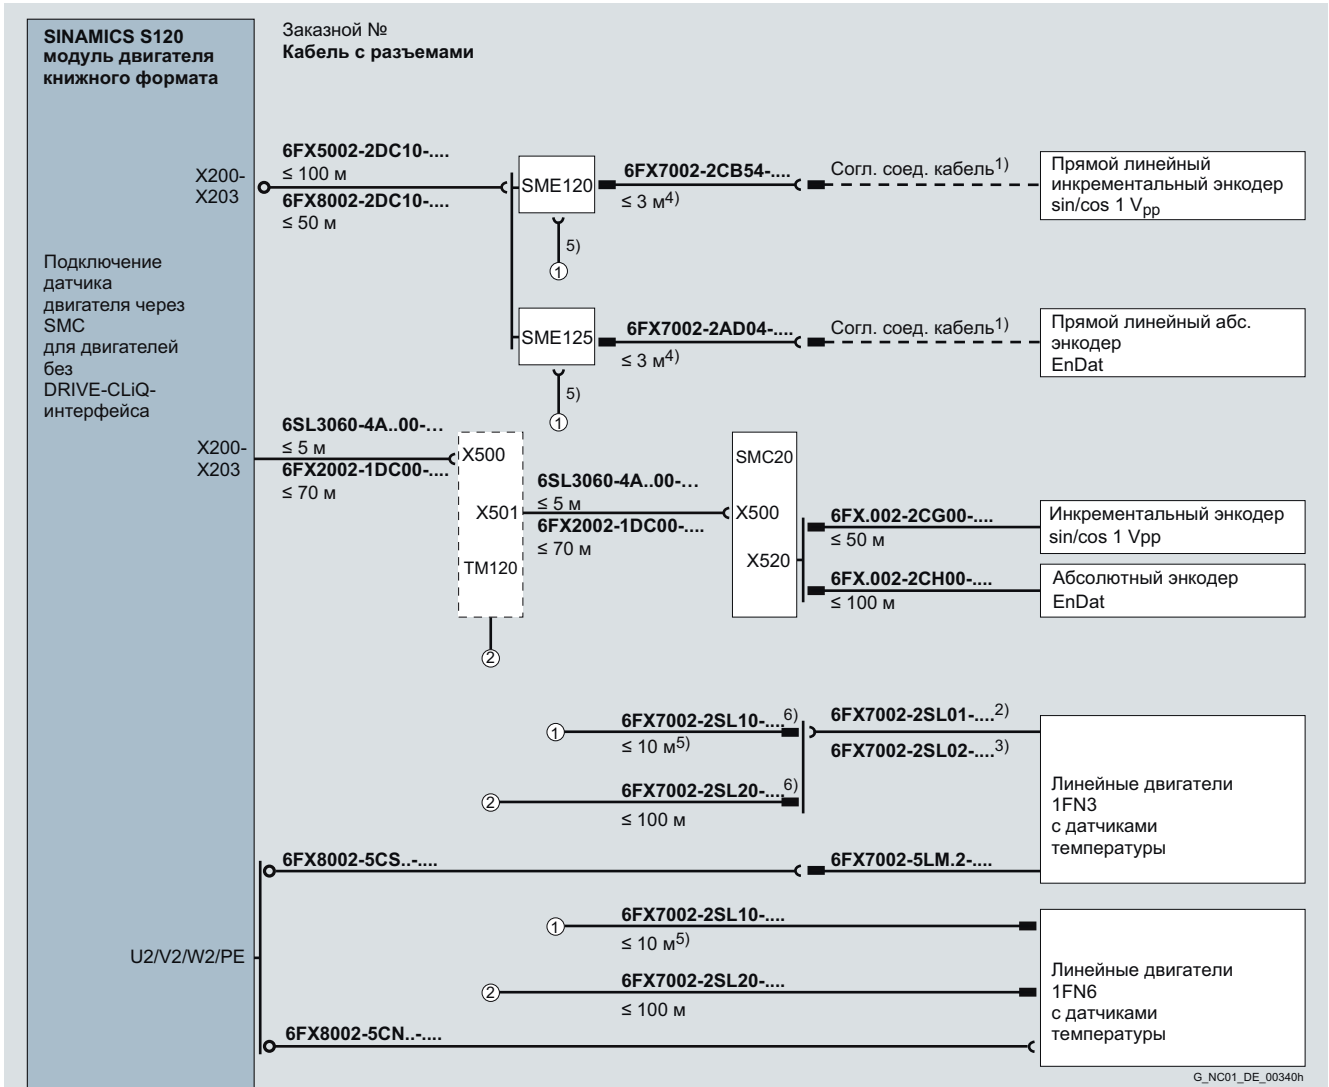 SINAMICS S120
модуль двигателя
книжного формата
Заказной №
Кабель с разъемами
X200-
X203
6FX5002-2DC10-....
≤ 100 м
6FX8002-2DC10-....
≤ 50 м
SME120
6FX7002-2CB54-....
≤ 3 м4)
Согл. соед. кабель1)
Прямой линейный
инкрементальный энкодер
sin/cos 1 Vpp
5)
1
Подключение
датчика
двигателя через
SMC
для двигателей
без
DRIVE-CLiQ-
интерфейса
SME125
6FX7002-2AD04-....
≤ 3 м4)
Согл. соед. кабель1)
Прямой линейный абс.
энкодер
EnDat
5)
1
X200-
X203
6SL3060-4A..00-...
≤ 5 м
6FX2002-1DC00-....
≤ 70 м
X500
X501
TM120
2
6SL3060-4A..00-...
≤ 5 м
6FX2002-1DC00-....
≤ 70 м
SMC20
X500
X520
6FX.002-2CG00-....
≤ 50 м
Инкрементальный энкодер
sin/cos 1 Vpp
6FX.002-2CH00-....
≤ 100 м
Абсолютный энкодер
EnDat
1
6FX7002-2SL10-....6)
≤ 10 м5)
6FX7002-2SL01-....2)
6FX7002-2SL02-....3)
2
6FX7002-2SL20-....6)
≤ 100 м
Линейные двигатели
1FN3
с датчиками
температуры
6FX8002-5CS..-....
6FX7002-5LM.2-....
U2/V2/W2/PE
1
6FX7002-2SL10-....
≤ 10 м5)
2
6FX7002-2SL20-....
≤ 100 м
Линейные двигатели
1FN6
с датчиками
температуры
6FX8002-5CN..-....
G_NC01_DE_00340h